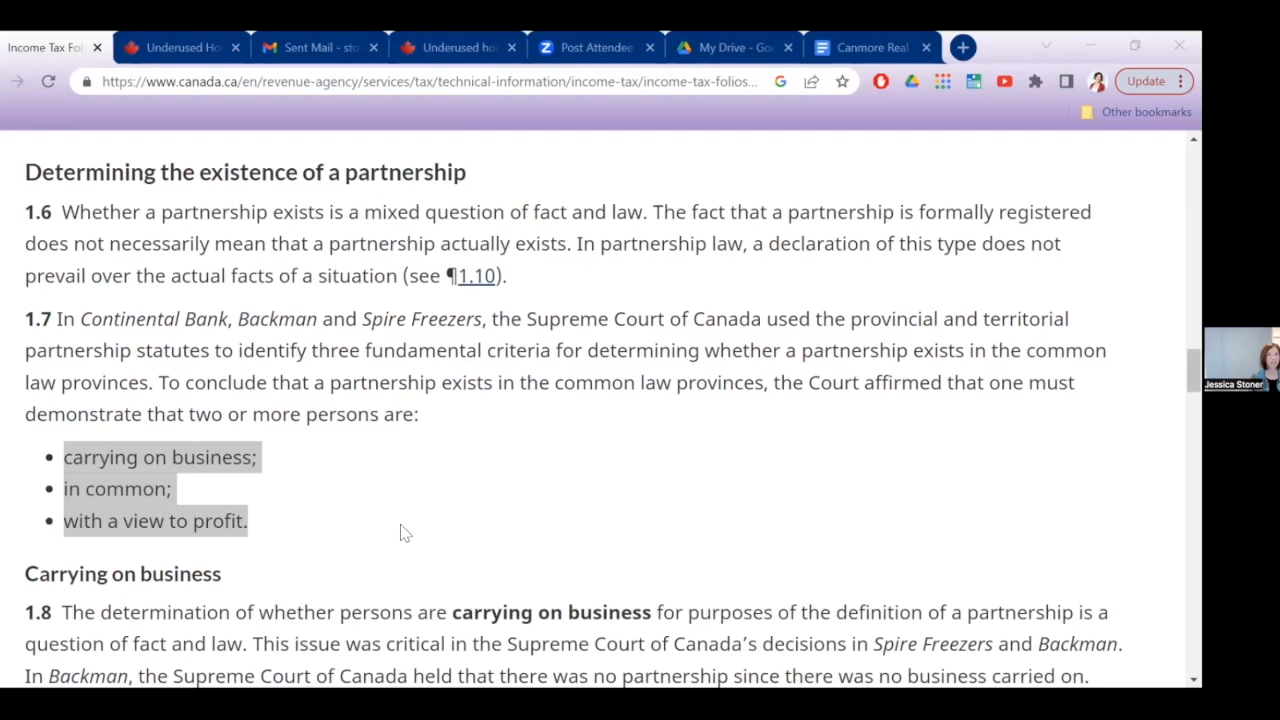 Income Tax Fol
Underused Ho
Sent Mail - sto
Underused ho
Post Attendee
My Drive - Goo
Canmore Real
https://www.canada.ca/en/revenue-agency/services/tax/technical-information/income-tax/income-tax-folios...
Update
Other bookmarks
Determining the existence of a partnership
1.6 Whether a partnership exists is a mixed question of fact and law. The fact that a partnership is formally registered
does not necessarily mean that a partnership actually exists. In partnership law, a declaration of this type does not
prevail over the actual facts of a situation (see ¶1.10).
1.7 In Continental Bank, Backman and Spire Freezers, the Supreme Court of Canada used the provincial and territorial
partnership statutes to identify three fundamental criteria for determining whether a partnership exists in the common
law provinces. To conclude that a partnership exists in the common law provinces, the Court affirmed that one must
demonstrate that two or more persons are:
• carrying on business;
• in common;
• with a view to profit.
Jessica Stoner
Carrying on business
1.8 The determination of whether persons are carrying on business for purposes of the definition of a partnership is a
question of fact and law. This issue was critical in the Supreme Court of Canada's decisions in Spire Freezers and Backman.
In Backman, the Supreme Court of Canada held that there was no partnership since there was no business carried on.